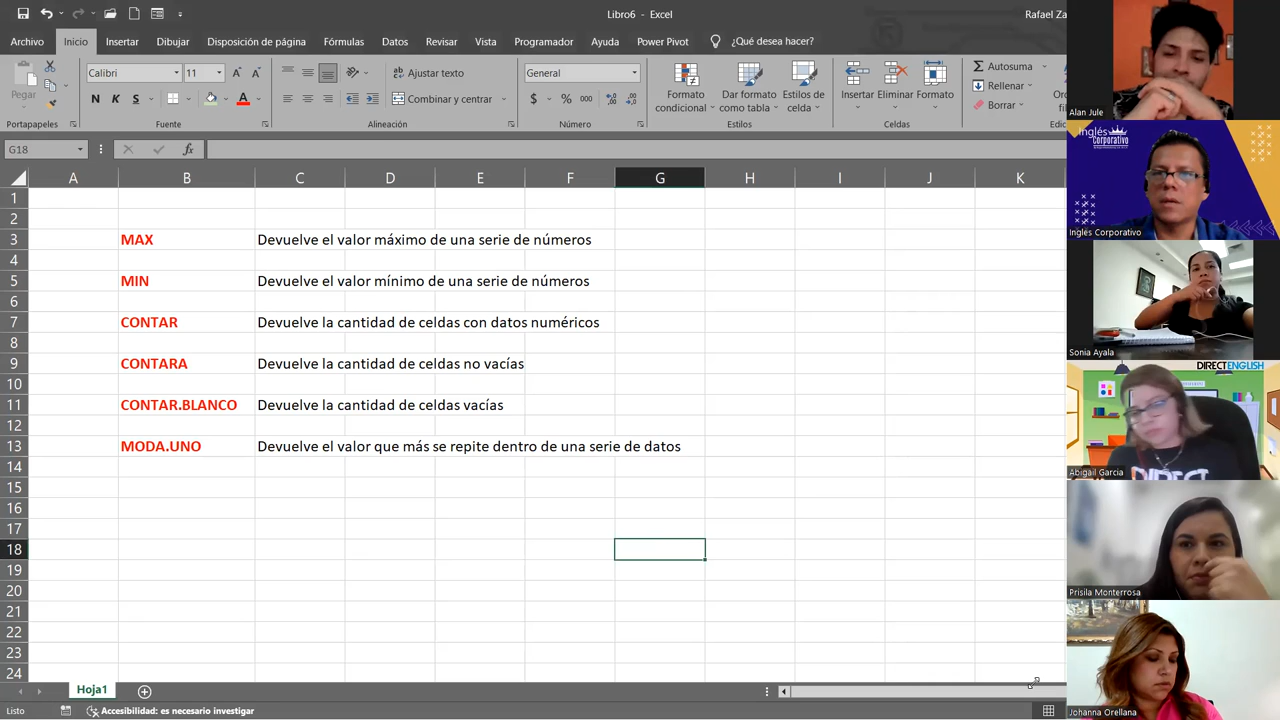 Libro6 - Excel
Rafael Za
Archivo Inicio Insertar Dibujar Disposición de página Fórmulas Datos Revisar Vista Programador Ayuda Power Pivot ¿Qué desea hacer?
Pegar
Calibri 11
N K S
Ajustar texto
Combinar y centrar
General
$ % 000
Formato condicional
Dar formato como tabla
Estilos de celda
Insertar Eliminar Formato
Autosuma
Rellenar
Borrar
Portapapeles Fuente Alineación Número Estilos Celdas
G18
fx
A B C D E F G H I J K
1
2
3 MAX Devuelve el valor máximo de una serie de números
4
5 MIN Devuelve el valor mínimo de una serie de números
6
7 CONTAR Devuelve la cantidad de celdas con datos numéricos
8
9 CONTARA Devuelve la cantidad de celdas no vacías
10
11 CONTAR.BLANCO Devuelve la cantidad de celdas vacías
12
13 MODA.UNO Devuelve el valor que más se repite dentro de una serie de datos
14
15
16
17
18
19
20
21
22
23
24
Hoja1
Listo
Accesibilidad: es necesario investigar
Alan Jule
Inglés
Corporativo
Inglés Corporativo
Sonia Ayala
DIRECTENGLISH
DIRECT
Abigail Garcia
Prisila Monterrosa
Johanna Orellana